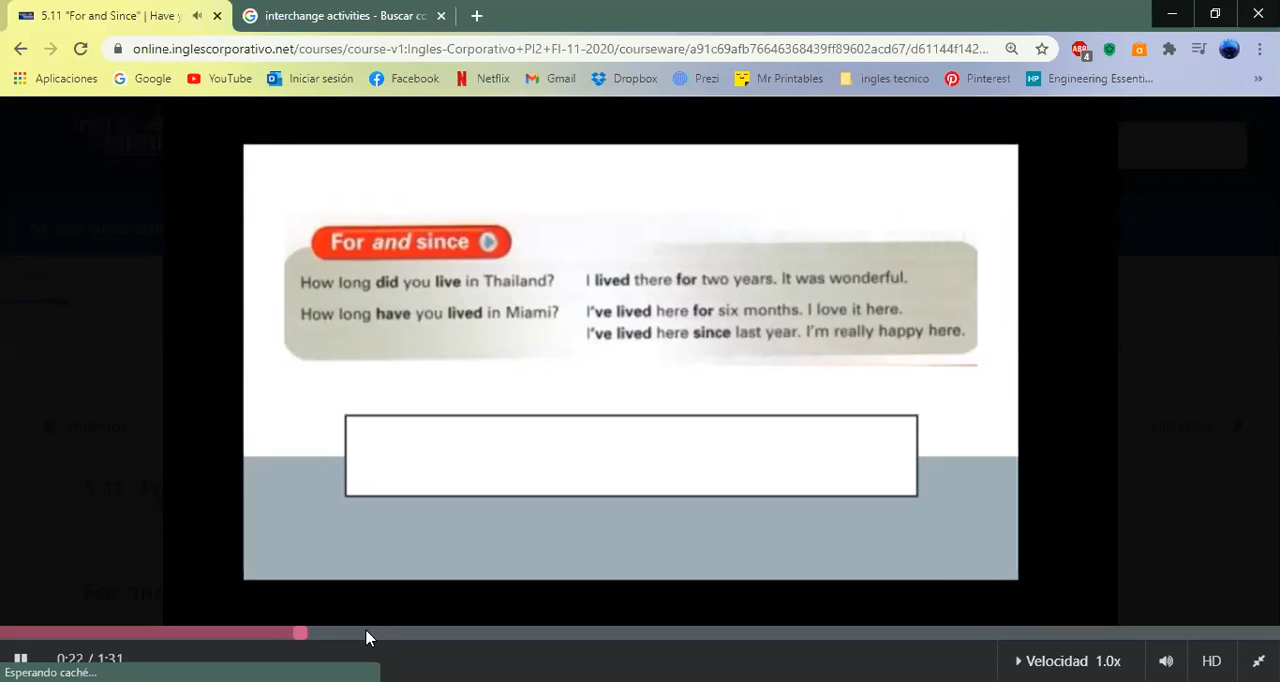 5.11 "For and Since" | Have y
interchange activities - Buscar co
online.inglescorporativo.net/courses/course-v1:Ingles-Corporativo+PI2+FI-11-2020/courseware/a91c69afb76646368439ff89602acd67/d61144f142...
ABP
4
Aplicaciones
Google
YouTube
Iniciar sesión
Facebook
Netflix
Gmail
Dropbox
Prezi
Mr Printables
ingles tecnico
Pinterest
HP
Engineering Essenti...
»
For and since
How long did you live in Thailand? I lived there for two years. It was wonderful.
How long have you lived in Miami? I've lived here for six months. I love it here.
I've lived here since last year. I'm really happy here.
0:22 / 1:31
Velocidad 1.0x
HD
Esperando caché...